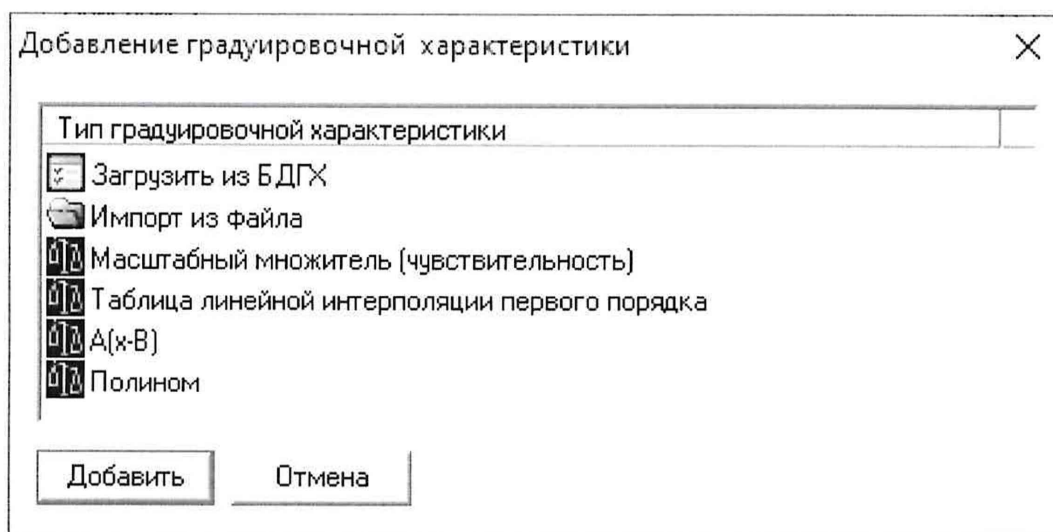 Добавление градуировочной характеристики
Тип градуировочной характеристики
Загрузить из БДГХ
Импорт из файла
Масштабный множитель (чувствительность)
Таблица линейной интерполяции первого порядка
A(x-B)
Полином
Добавить
Отмена